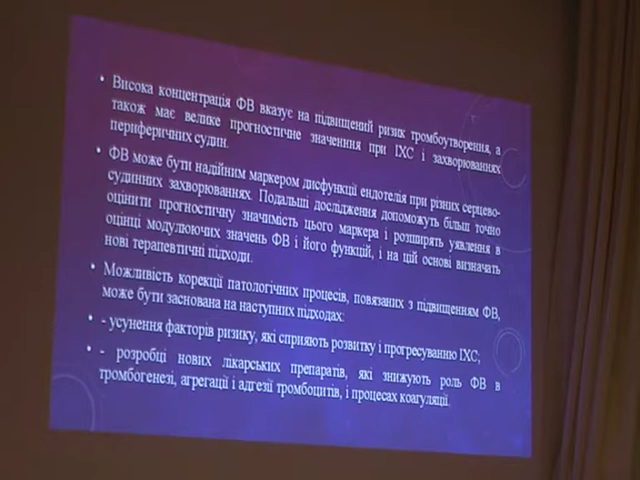 • Висока концентрація ФВ вказує на підвищений ризик тромбоутворення, а
також має велике прогностичне значення при ІХС і захворюваннях
периферичних судин.
• ФВ може бути надійним маркером дисфункції ендотелія при різних серцево-
судинних захворюваннях. Подальші дослідження допоможуть більш точно
оцінити прогностичну значимість цього маркера і розширять уявлення в
оцінці модулюючих значень ФВ і його функцій, і на цій основі визначать
нові терапевтичні підходи.
• Можливість корекції патологічних процесів, повязаних з підвищенням ФВ,
може бути заснована на наступних підходах:
• - усунення факторів ризику, які сприяють розвитку і прогресуванню ІХС;
• - розробці нових лікарських препаратів, які знижують роль ФВ в
тромбогенезі, агрегації і адгезії тромбоцитів, і процесах коагуляції.